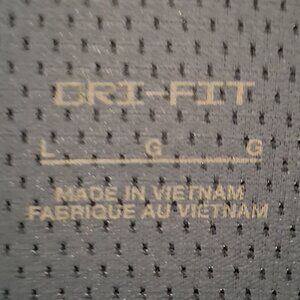 DRI-FIT
L G G
MADE IN VIETNAM
FABRIQUE AU VIETNAM